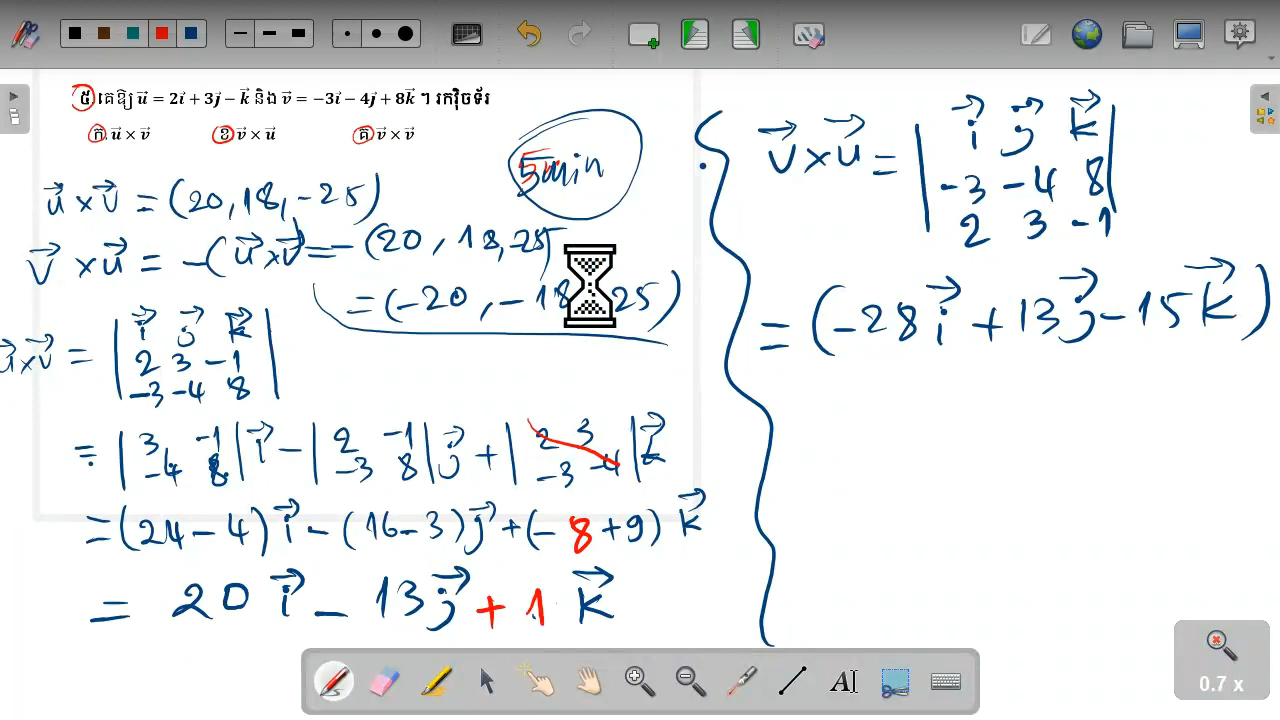 ៥. គេឱ្យ u⃗ = 2i⃗ + 3j⃗ − k⃗ និង v⃗ = −3i⃗ − 4j⃗ + 8k⃗ ។ រកវ៉ិចទ័រ
ក. u⃗ × v⃗ ខ v⃗ × u⃗ គ v⃗ × v⃗
5min
u⃗ × v⃗ = (20, 18, -25)
v⃗ × u⃗ = -(u⃗ × v⃗) = -(20, 18, -25)
= (-20, -18 25)
u⃗×v⃗ = | i⃗ j⃗ k⃗ |
2 3 -1
-3 -4 8
= | 3 -1 | i⃗ - | 2 -1 | j⃗ + | 2 3 | k⃗
-4 8 -3 8 -3 -4
= (24 - 4) i⃗ - (16 - 3) j⃗ + (- 8 + 9) k⃗
= 20 i⃗ - 13 j⃗ + 1 k⃗
v⃗ × u⃗ = | i⃗ j⃗ k⃗ |
-3 -4 8
2 3 -1
= (-28 i⃗ + 13 j⃗ - 15 k⃗)
0.7 x